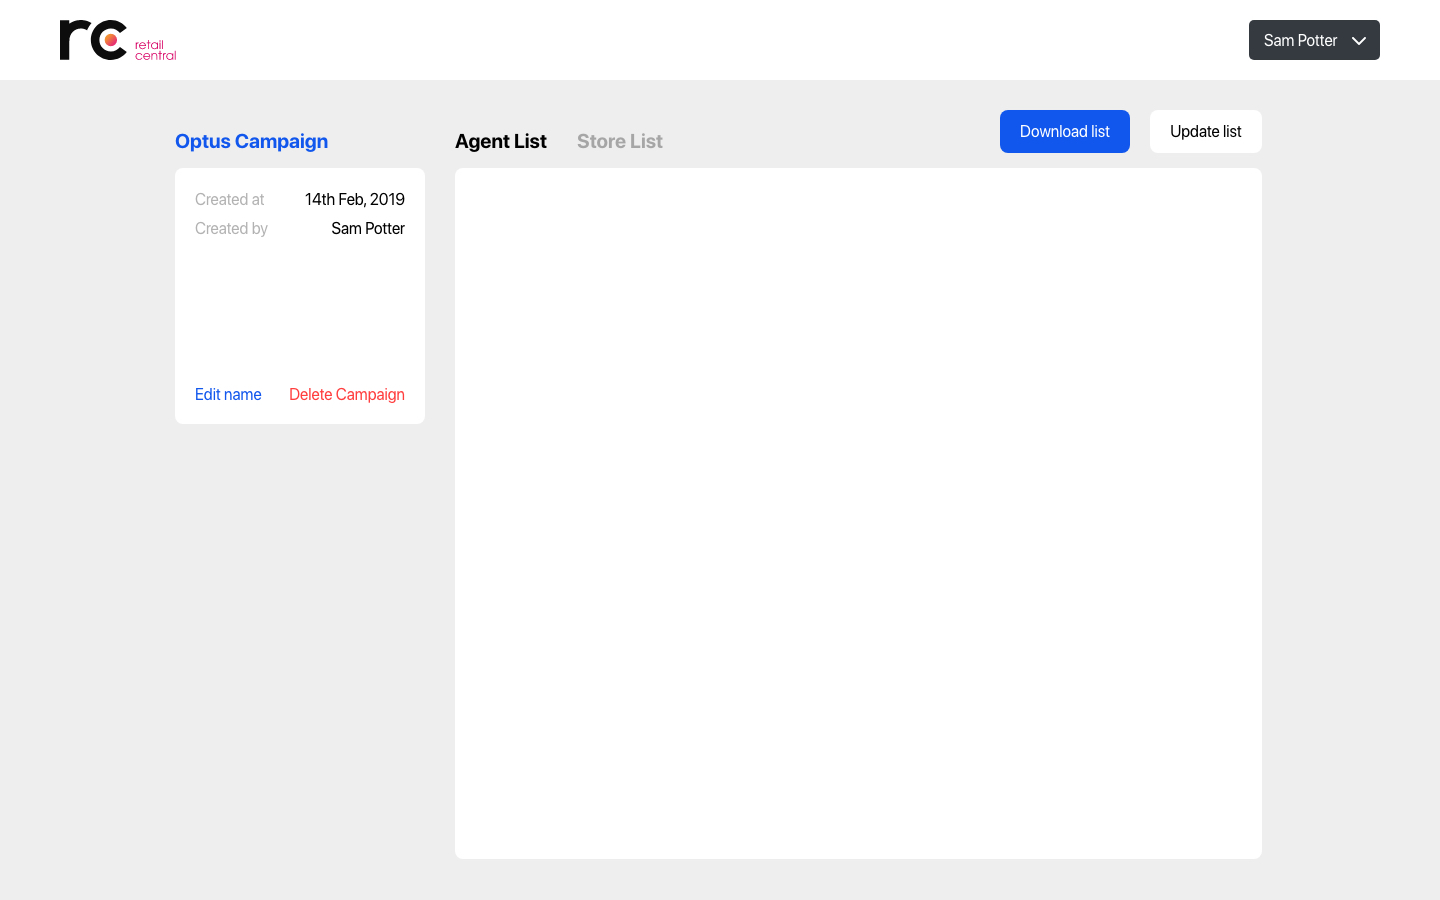 rc retail
central
Sam Potter
Optus Campaign
Agent List
Store List
Download list
Update list
Created at 14th Feb, 2019
Created by Sam Potter
Edit name
Delete Campaign